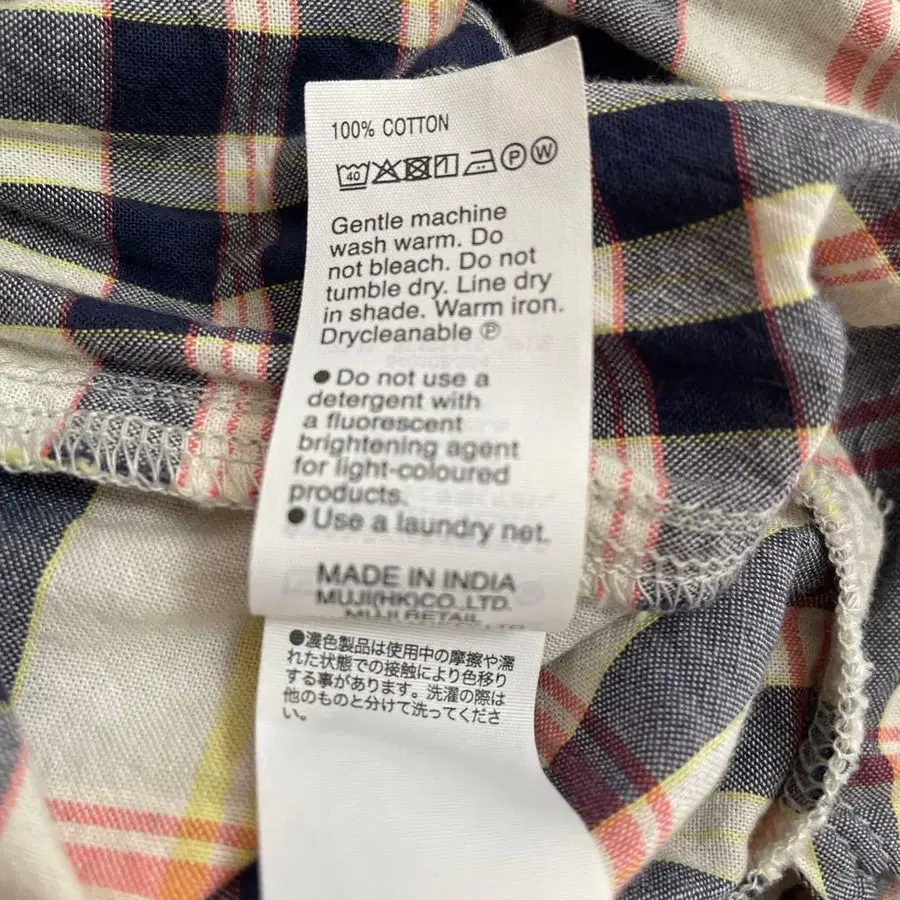 100% COTTON
40 P W
Gentle machine
wash warm. Do
not bleach. Do not
tumble dry. Line dry
in shade. Warm iron.
Drycleanable Ⓟ
● Do not use a
detergent with
a fluorescent
brightening agent
for light-coloured
products.
● Use a laundry net.
MADE IN INDIA
MUJI(HK)CO.,LTD.
MUJI RETAIL
●濃色製品は使用中の摩擦や濡
れた状態での接触により色移り
する事があります。洗濯の際は
他のものと分けて洗ってくださ
い。